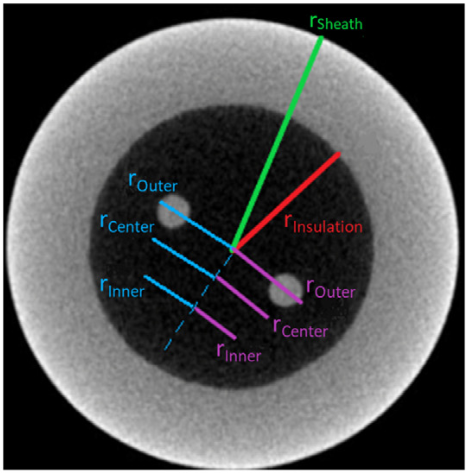 rSheath
rOuter
rInsulation
rCenter
rInner
rOuter
rCenter
rInner